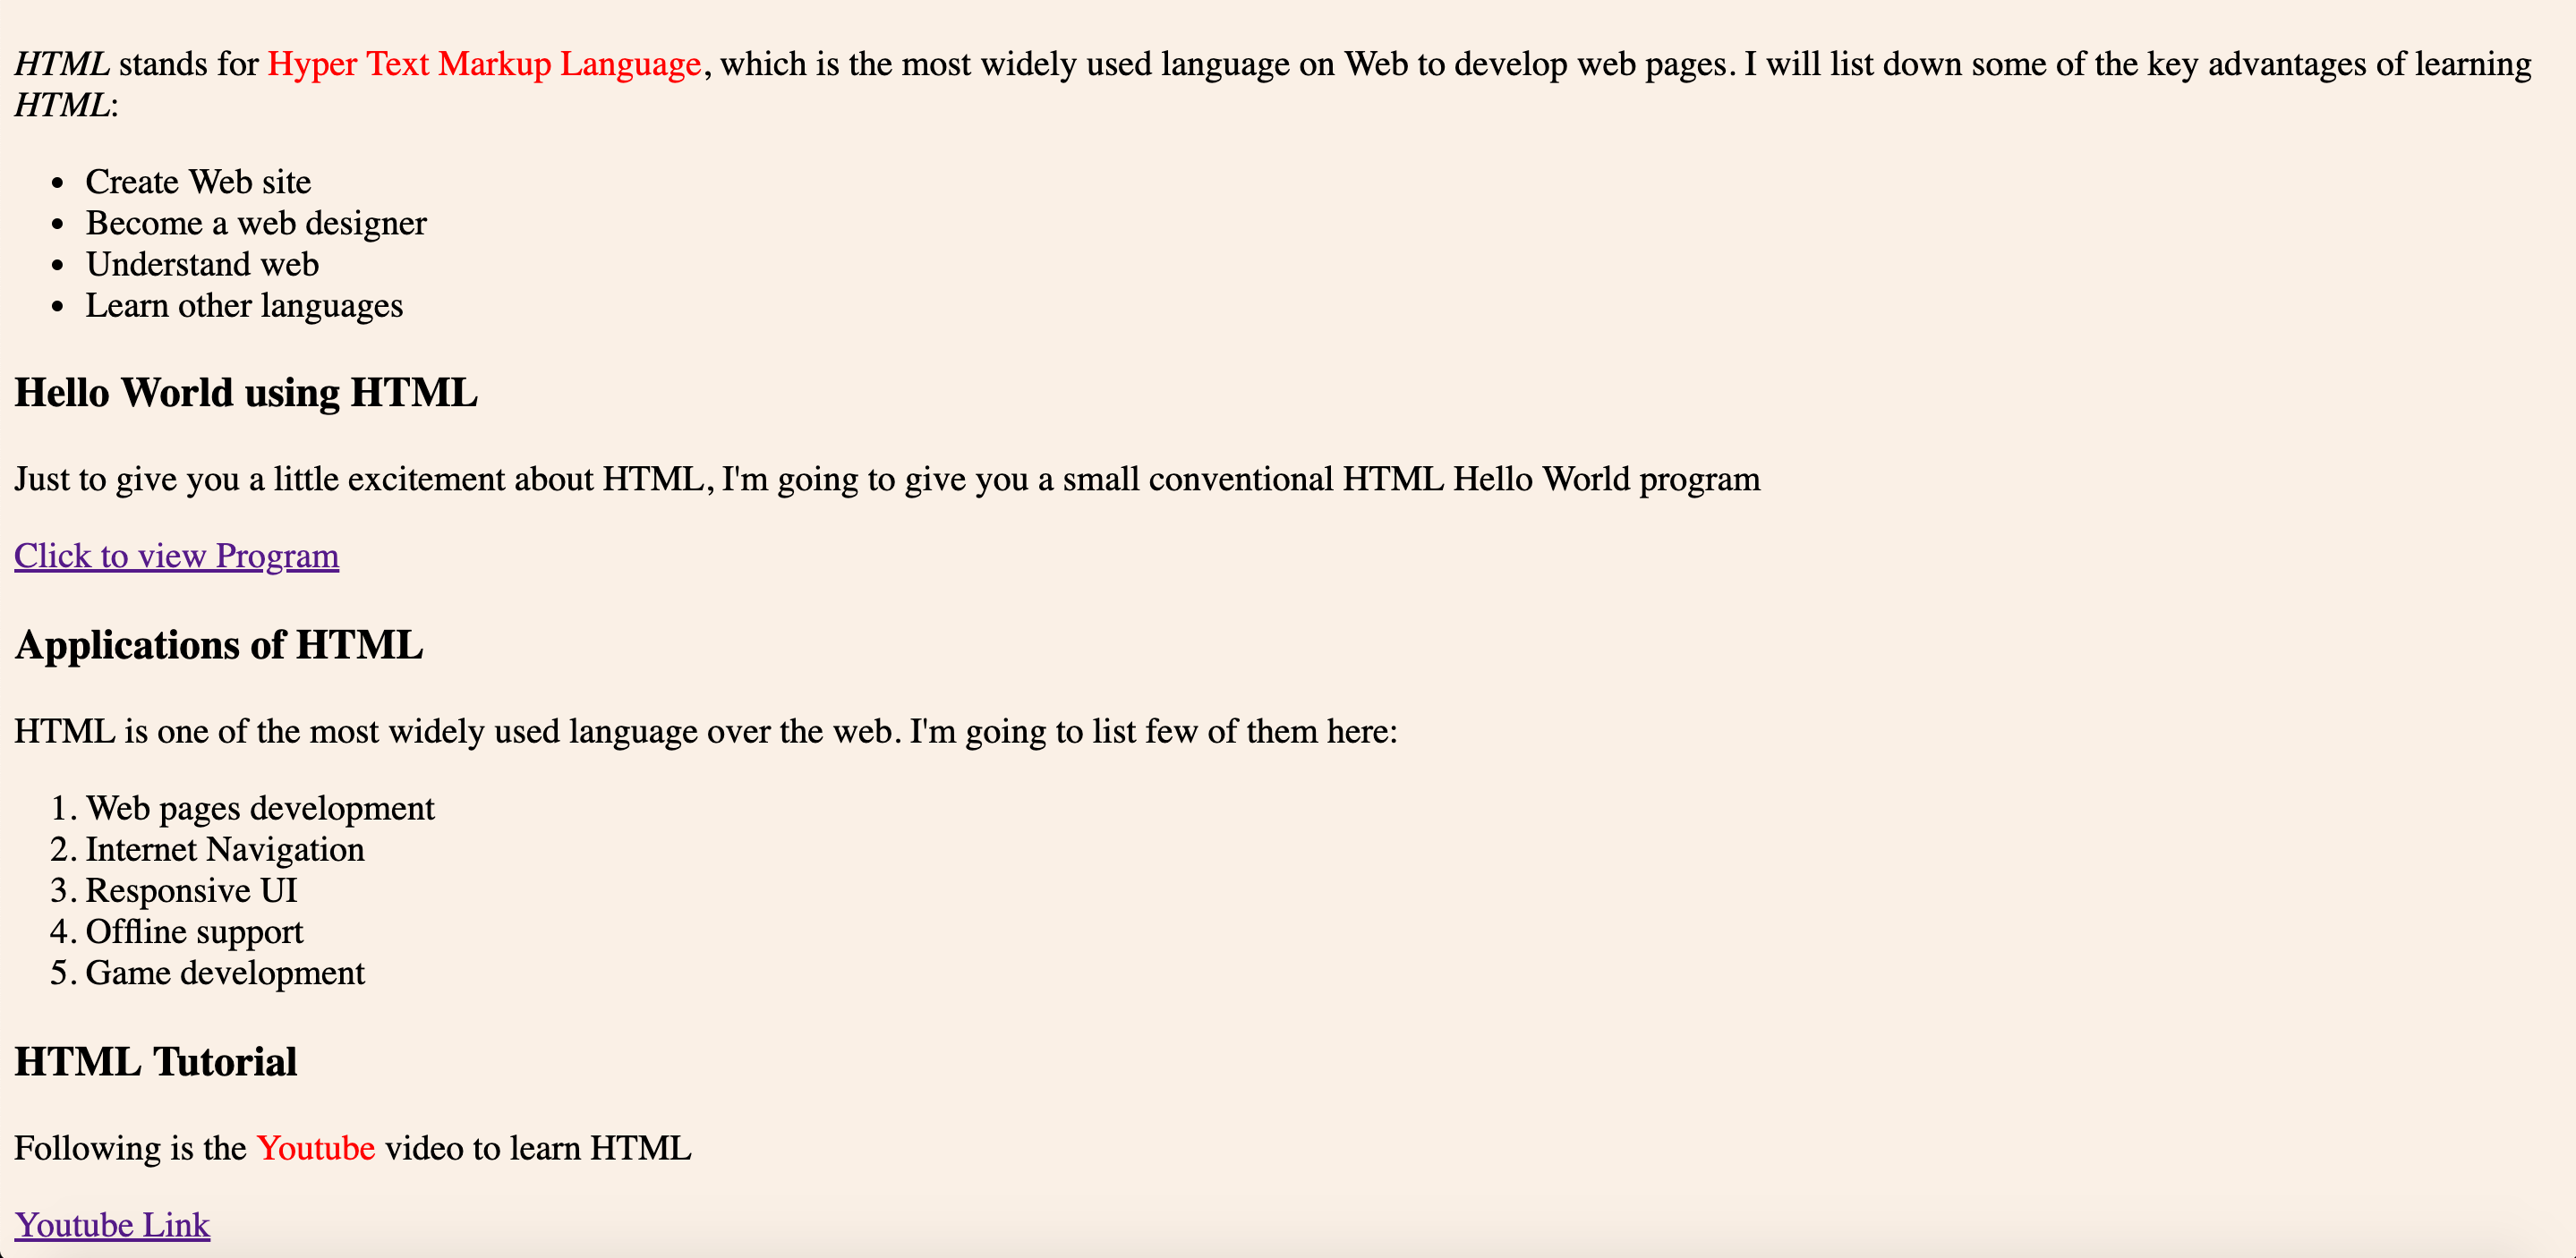 HTML stands for Hyper Text Markup Language, which is the most widely used language on Web to develop web pages. I will list down some of the key advantages of learning
HTML:
• Create Web site
• Become a web designer
• Understand web
• Learn other languages
Hello World using HTML
Just to give you a little excitement about HTML, I'm going to give you a small conventional HTML Hello World program
Click to view Program
Applications of HTML
HTML is one of the most widely used language over the web. I'm going to list few of them here:
1. Web pages development
2. Internet Navigation
3. Responsive UI
4. Offline support
5. Game development
HTML Tutorial
Following is the Youtube video to learn HTML
Youtube Link